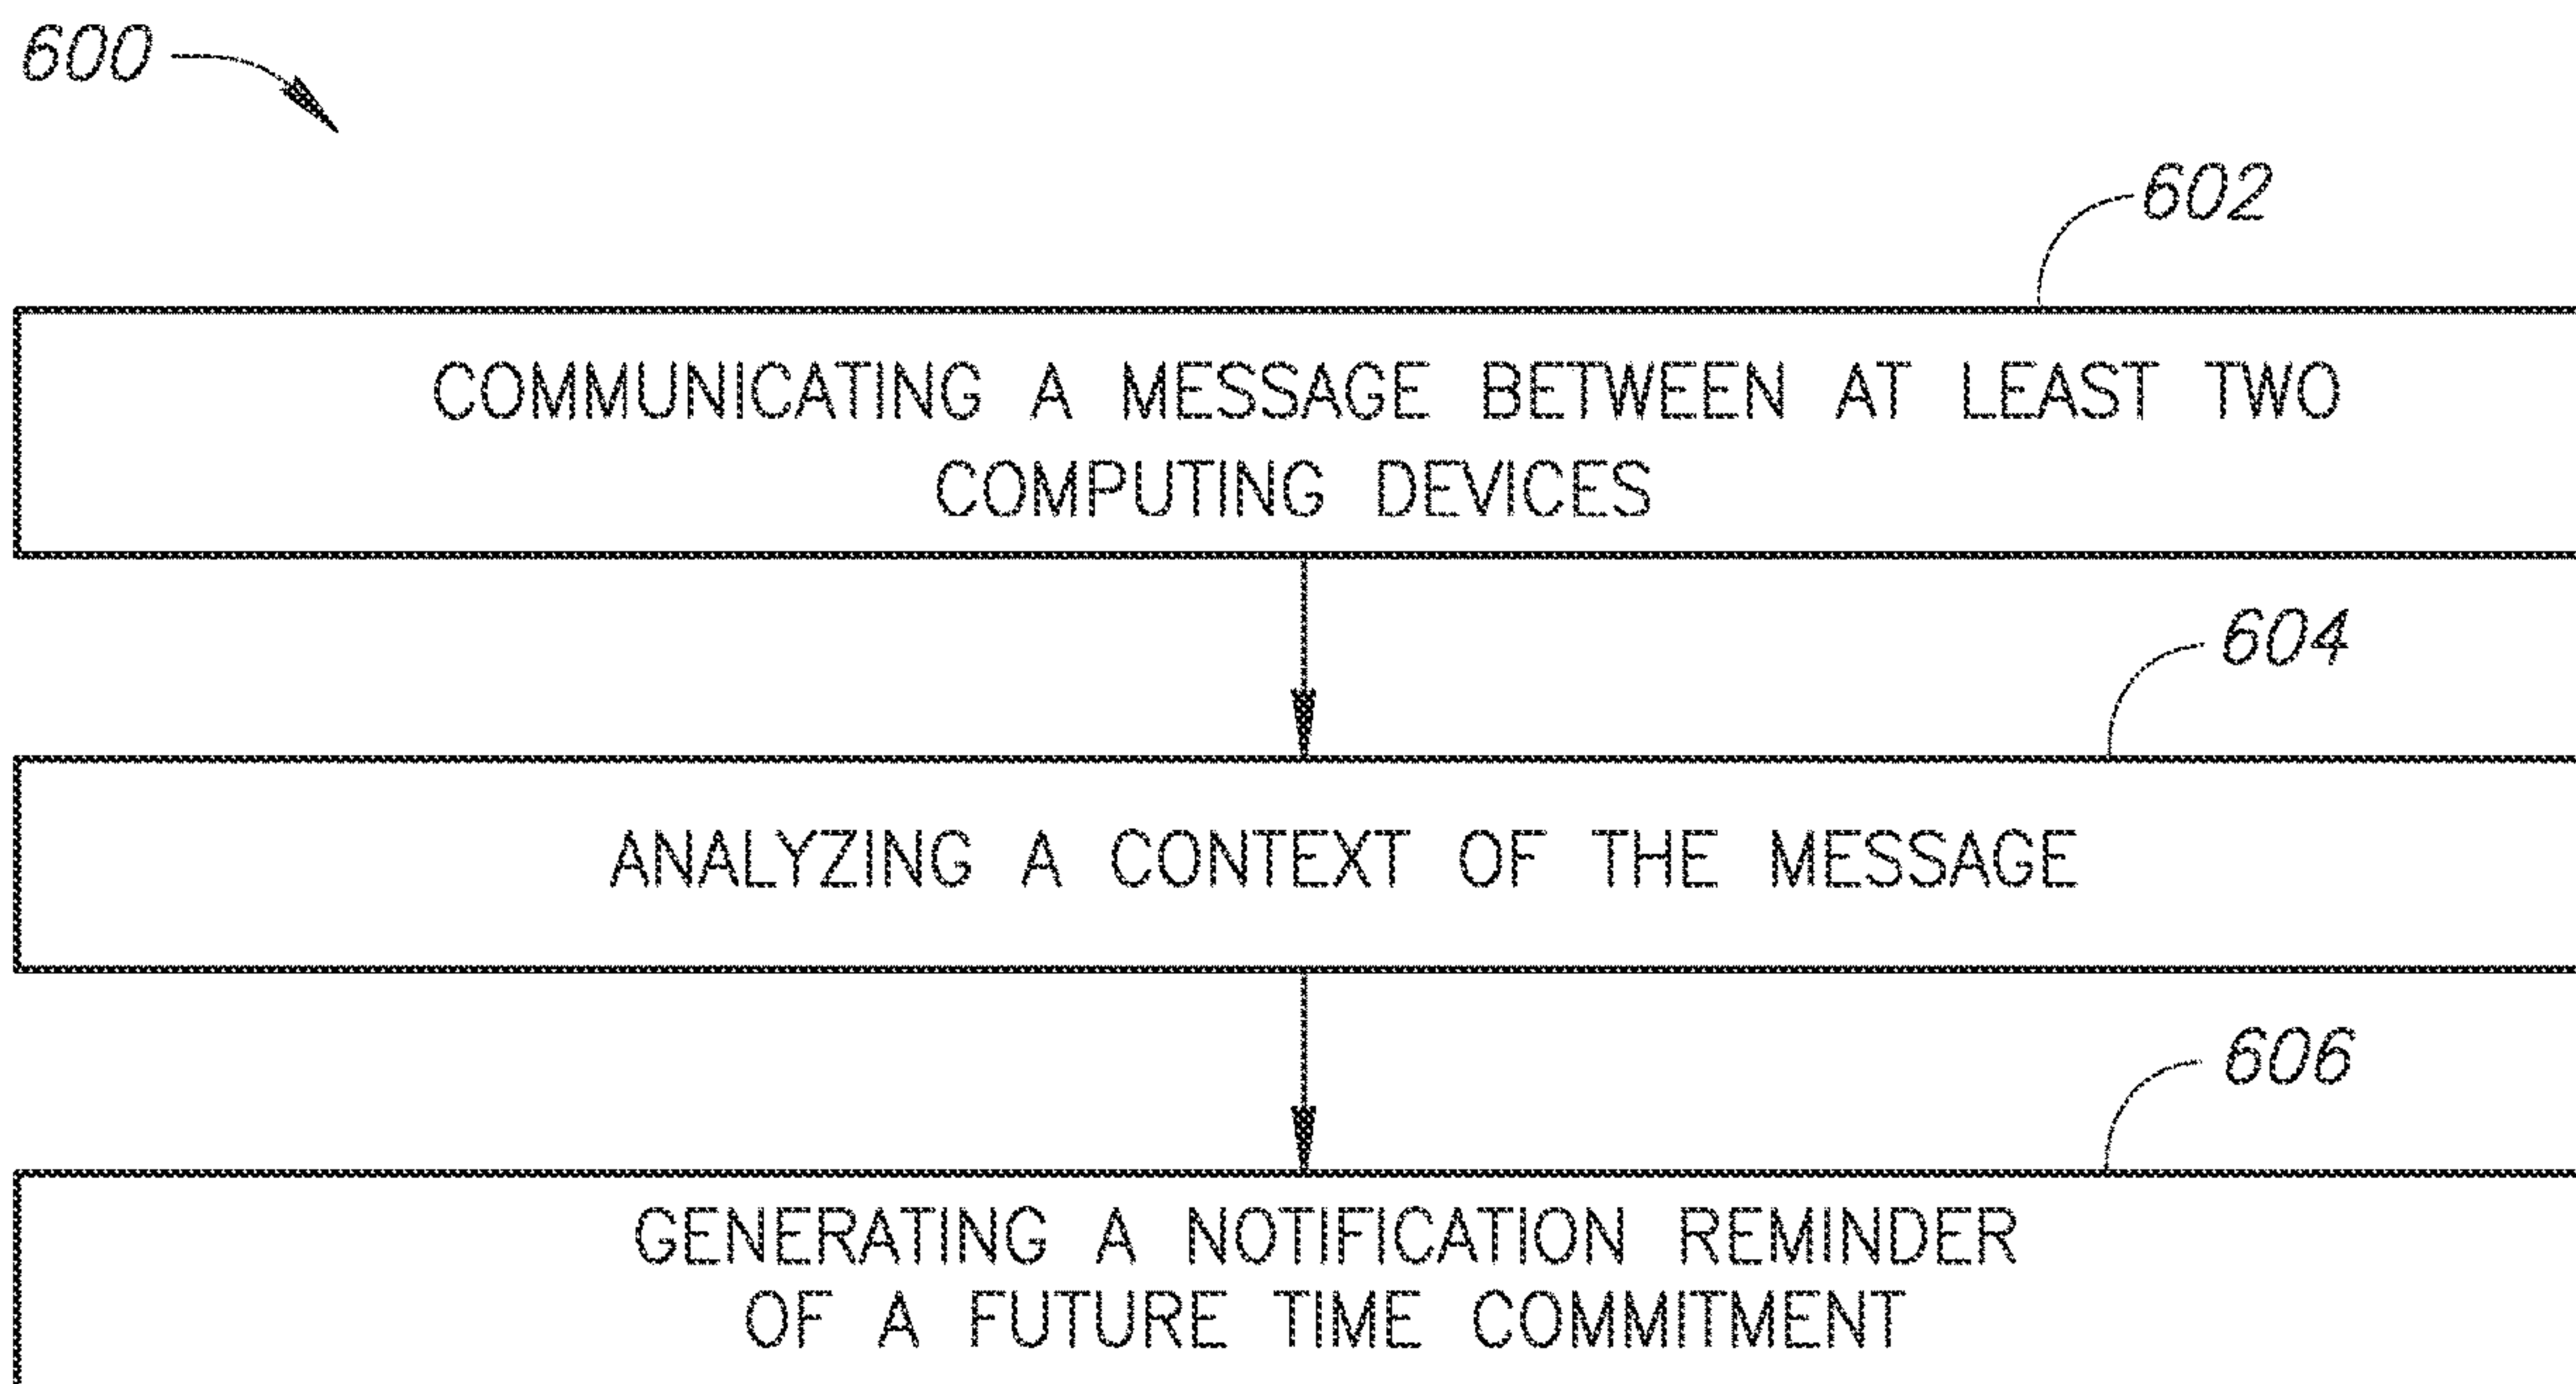 600
602
COMMUNICATING A MESSAGE BETWEEN AT LEAST TWO
COMPUTING DEVICES
604
ANALYZING A CONTEXT OF THE MESSAGE
606
GENERATING A NOTIFICATION REMINDER
OF A FUTURE TIME COMMITMENT